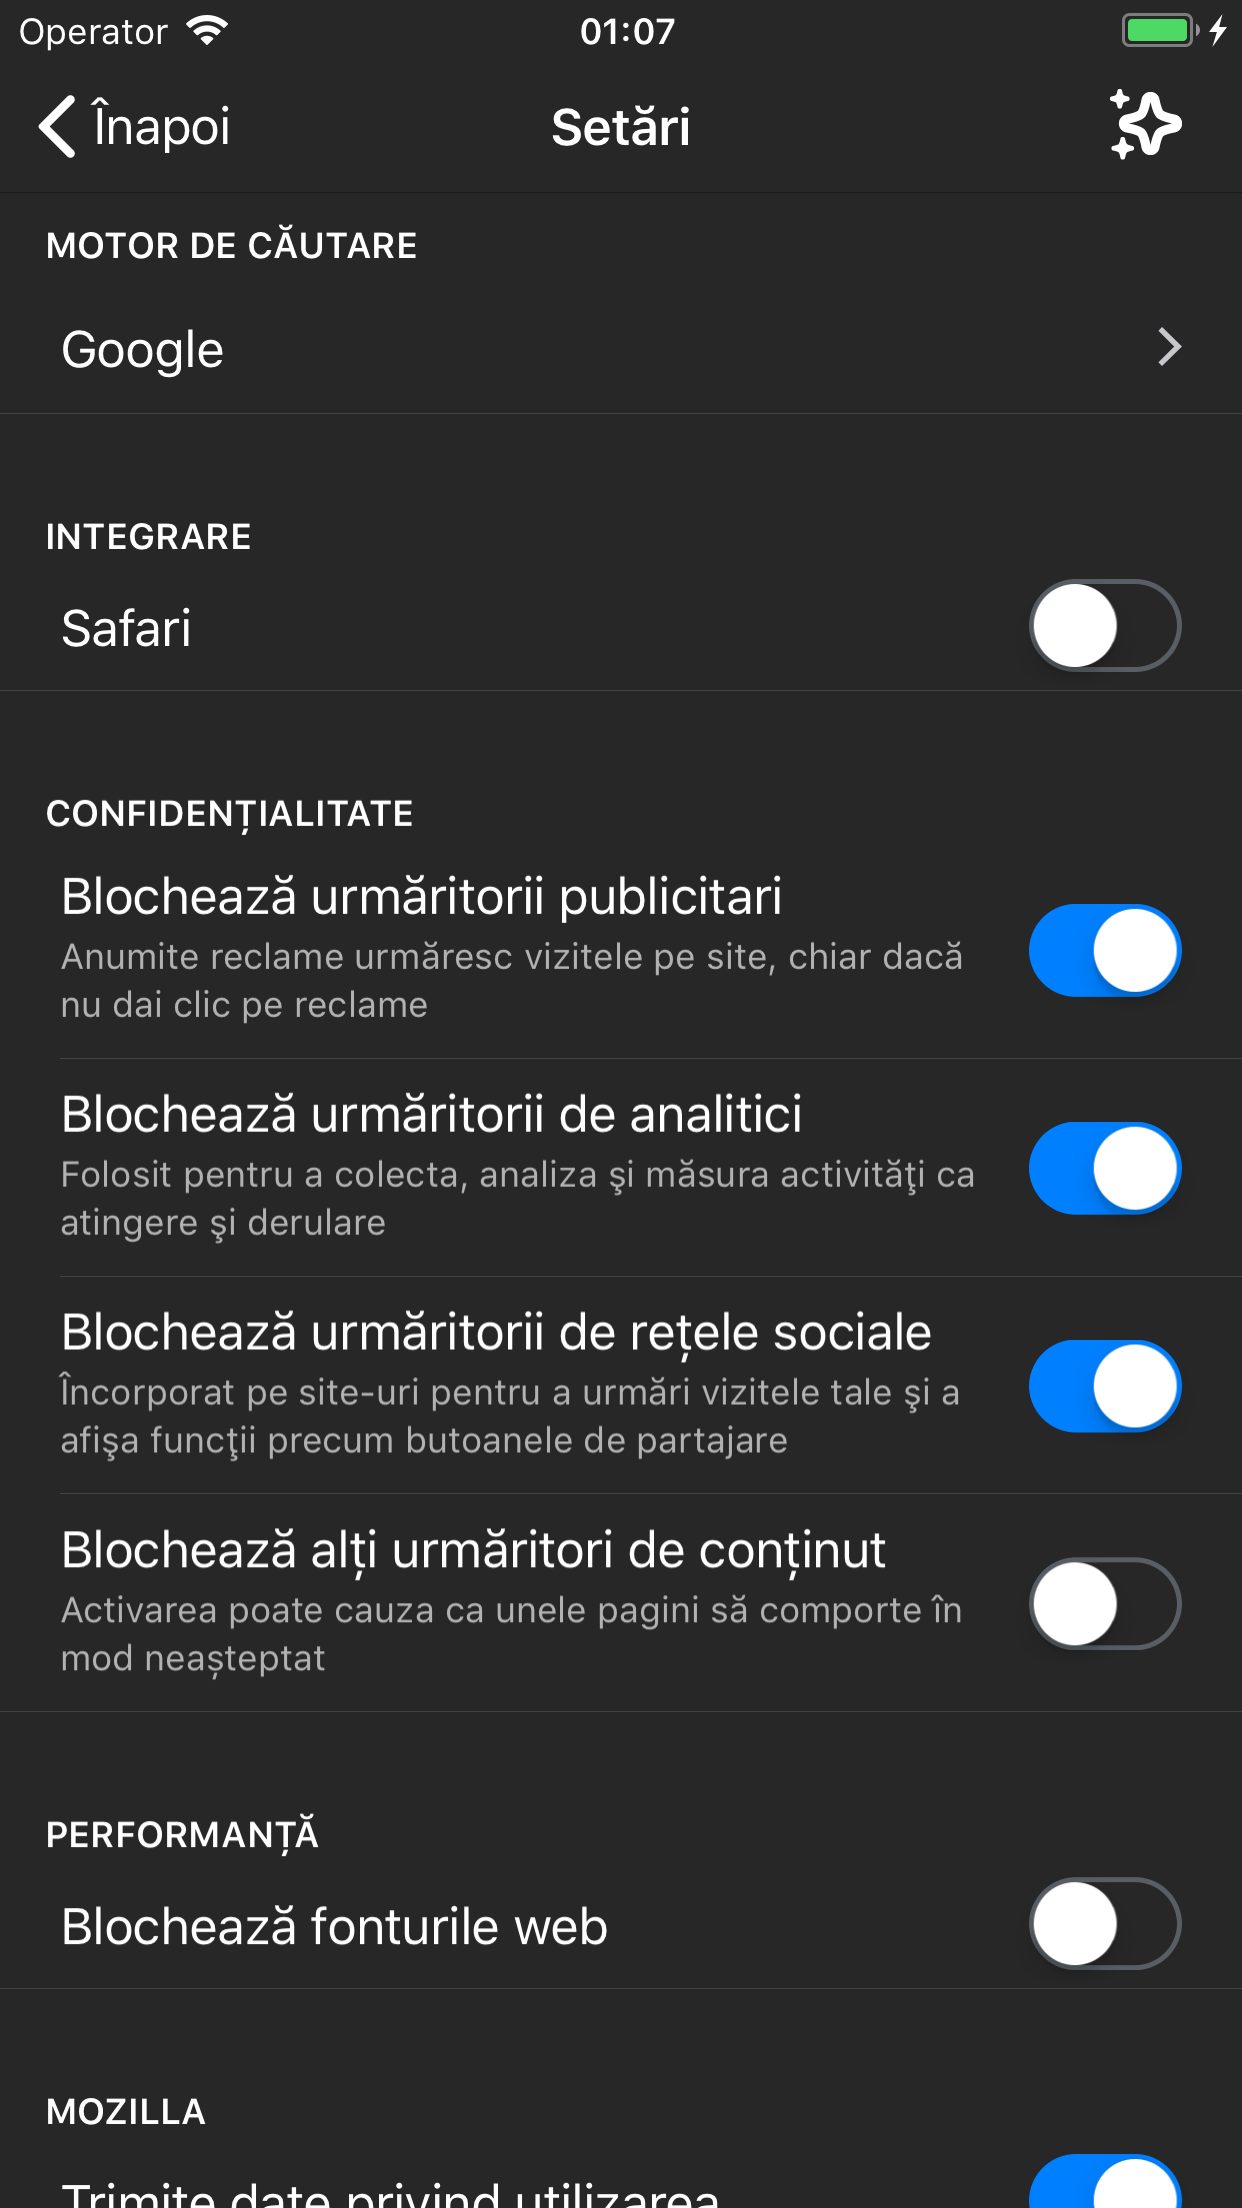 Operator
01:07
Înapoi
Setări
MOTOR DE CĂUTARE
Google
INTEGRARE
Safari
CONFIDENȚIALITATE
Blochează urmăritorii publicitari
Anumite reclame urmăresc vizitele pe site, chiar dacă
nu dai clic pe reclame
Blochează urmăritorii de analitici
Folosit pentru a colecta, analiza şi măsura activităţi ca
atingere şi derulare
Blochează urmăritorii de rețele sociale
Încorporat pe site-uri pentru a urmări vizitele tale şi a
afişa funcţii precum butoanele de partajare
Blochează alți urmăritori de conținut
Activarea poate cauza ca unele pagini să comporte în
mod neașteptat
PERFORMANȚĂ
Blochează fonturile web
MOZILLA
Trimite date privind utilizarea